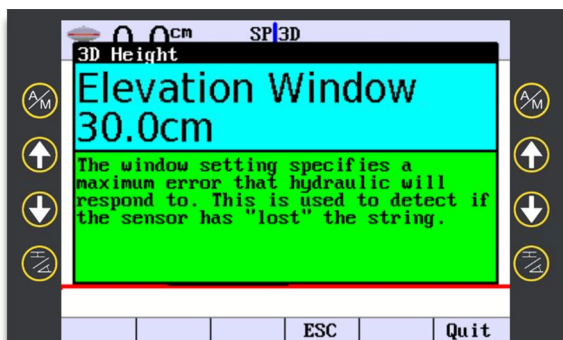 0.0cm SP 3D
3D Height
Elevation Window
30.0cm
The window setting specifies a
maximum error that hydraulic will
respond to. This is used to detect if
the sensor has "lost" the string.
ESC Quit
A/M
A/M